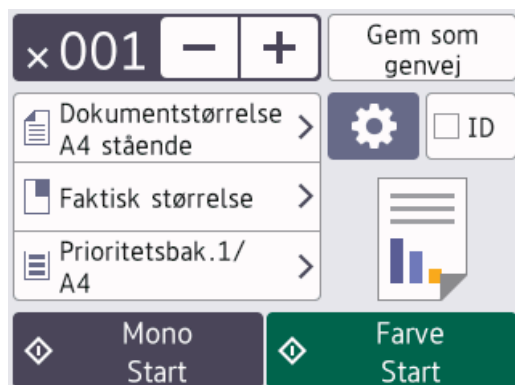 ×001 − +
Gem som
genvej
Dokumentstørrelse
A4 stående
ID
Faktisk størrelse
Prioritetsbak.1/
A4
Mono
Start
Farve
Start